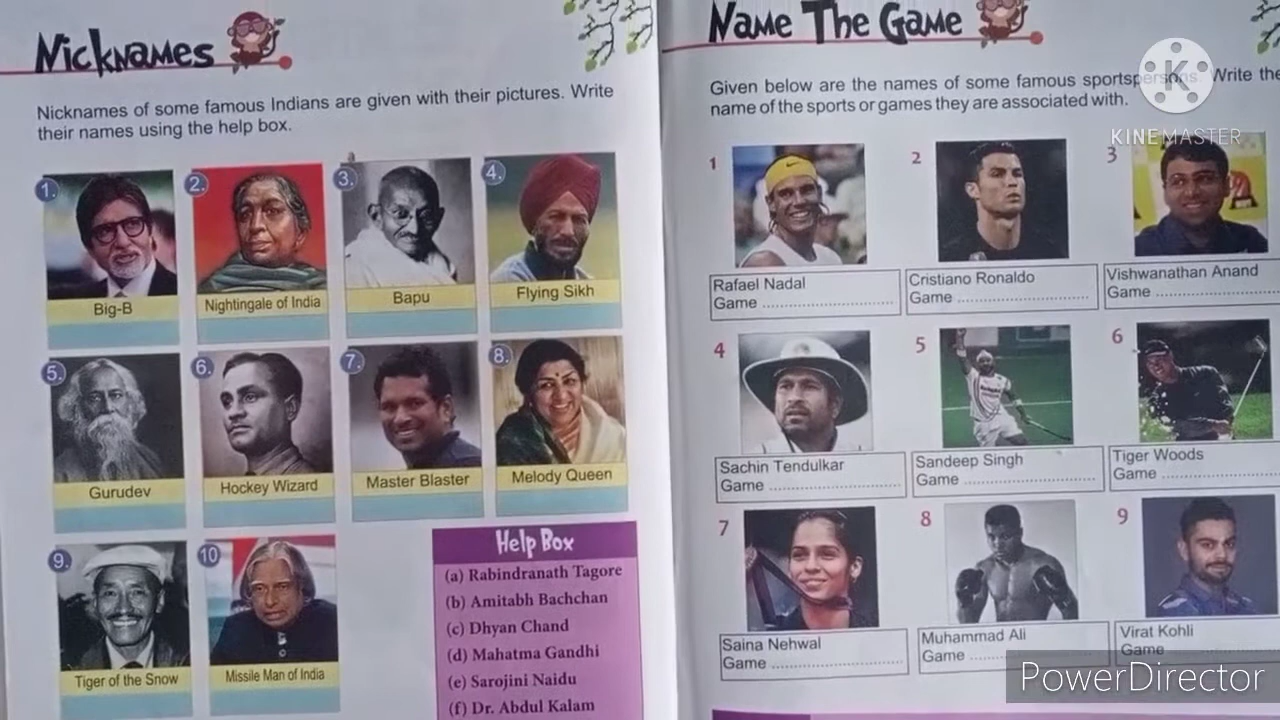 Nicknames
Nicknames of some famous Indians are given with their pictures. Write
their names using the help box.
1.
Big-B
2.
Nightingale of India
3.
Bapu
4.
Flying Sikh
5.
Gurudev
6.
Hockey Wizard
7.
Master Blaster
8.
Melody Queen
9.
Tiger of the Snow
10
Missile Man of India
Help Box
(a) Rabindranath Tagore
(b) Amitabh Bachchan
(c) Dhyan Chand
(d) Mahatma Gandhi
(e) Sarojini Naidu
(f) Dr. Abdul Kalam
Name The Game
Given below are the names of some famous sportspersons. Write the
name of the sports or games they are associated with.
KINEMASTER
1
Rafael Nadal
Game ..............................
2
Cristiano Ronaldo
Game ..............................
3
Vishwanathan Anand
Game ..............................
4
Sachin Tendulkar
Game ..............................
5
Sandeep Singh
Game ..............................
6
Tiger Woods
Game ..............................
7
Saina Nehwal
Game ..............................
8
Muhammad Ali
Game ..............................
9
Virat Kohli
Game
PowerDirector